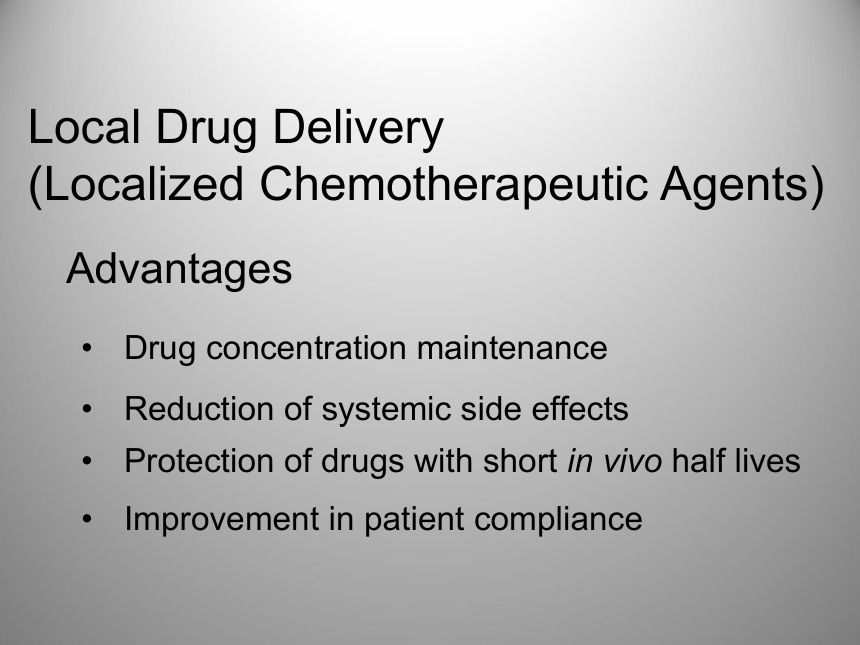 Local Drug Delivery
(Localized Chemotherapeutic Agents)
Advantages
• Drug concentration maintenance
• Reduction of systemic side effects
• Protection of drugs with short in vivo half lives
• Improvement in patient compliance